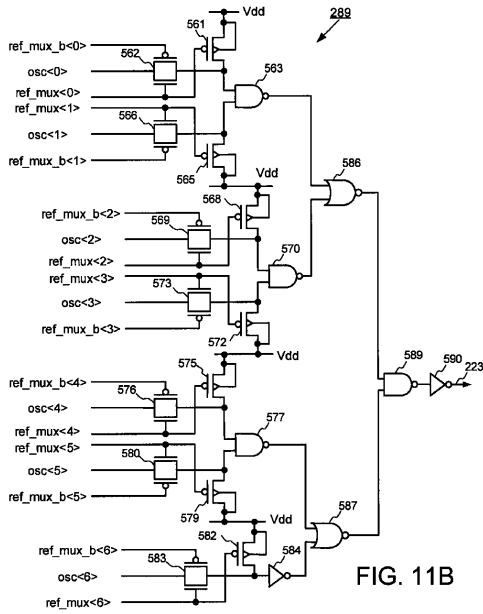 Vdd
289
561
ref_mux_b<0>
562
osc<0>
563
ref_mux<0>
ref_mux<1>
566
osc<1>
ref_mux_b<1>
565
586
Vdd
568
ref_mux_b<2>
569
osc<2>
570
ref_mux<2>
ref_mux<3>
573
osc<3>
ref_mux_b<3>
572
Vdd
575
589
590
223
ref_mux_b<4>
576
osc<4>
577
ref_mux<4>
ref_mux<5>
580
osc<5>
ref_mux_b<5>
579
587
Vdd
582
584
ref_mux_b<6>
583
osc<6>
ref_mux<6>
FIG. 11B